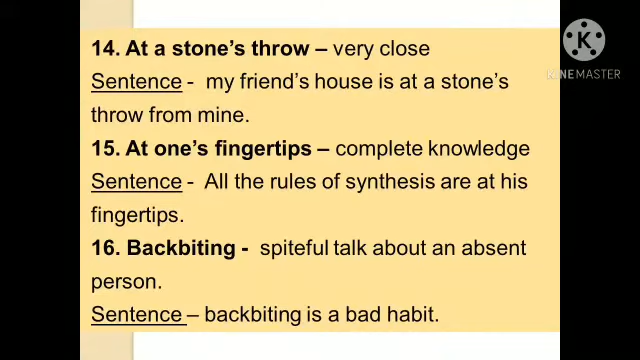 14. At a stone's throw – very close
Sentence -  my friend's house is at a stone's
throw from mine.
15. At one's fingertips – complete knowledge
Sentence -  All the rules of synthesis are at his
fingertips.
16. Backbiting -  spiteful talk about an absent
person.
Sentence – backbiting is a bad habit.
KINEMASTER